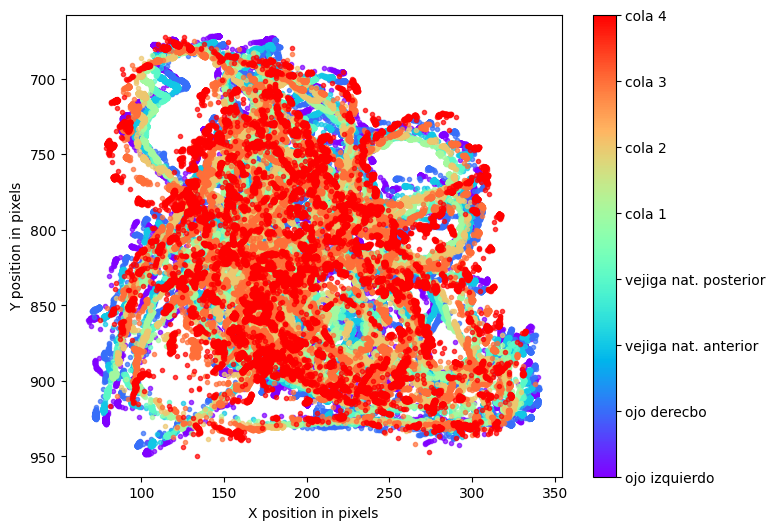 cola 4
cola 3
cola 2
cola 1
vejiga nat. posterior
vejiga nat. anterior
ojo derecbo
ojo izquierdo
700
750
800
850
900
950
Y position in pixels
100
150
200
250
300
350
X position in pixels